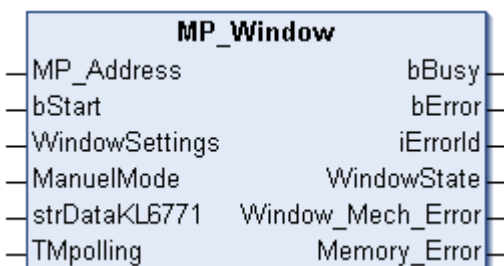 MP_Window
MP_Address bBusy
bStart bError
WindowSettings iErrorId
ManuelMode WindowState
strDataKL6771 Window_Mech_Error
TMpolling Memory_Error